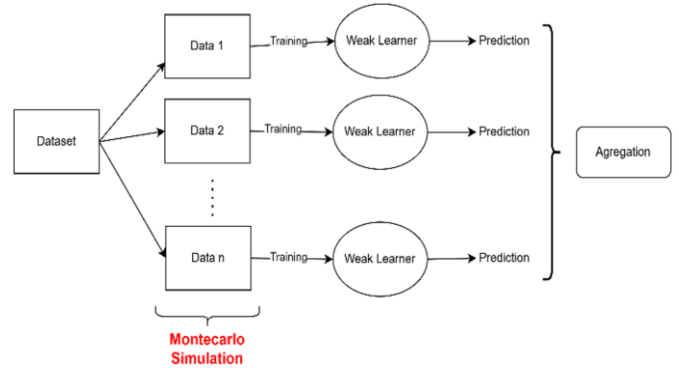 Data 1
Training
Weak Learner
Prediction
Dataset
Data 2
Training
Weak Learner
Prediction
Agregation
Data n
Training
Weak Learner
Prediction
Montecarlo
Simulation